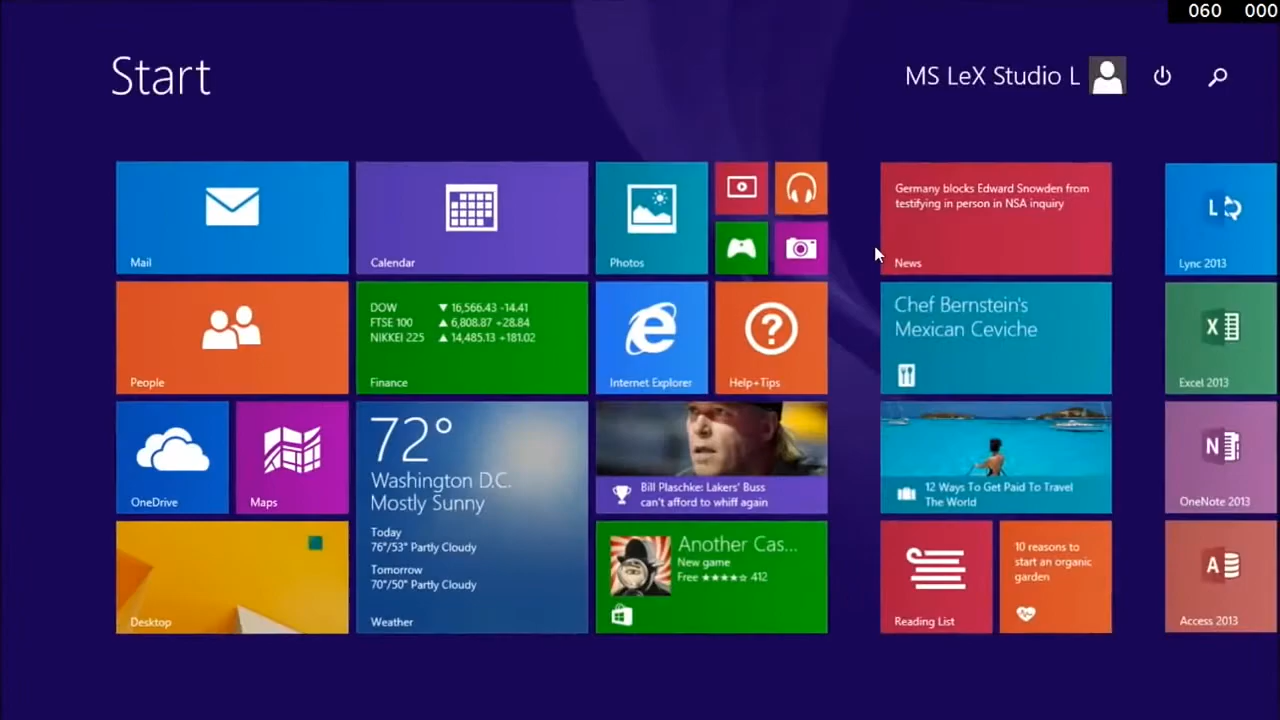 060 000
Start
MS LeX Studio L
Mail
Calendar
Photos
Germany blocks Edward Snowden from
testifying in person in NSA inquiry
News
Lync 2013
People
DOW ▼ 16,566.43 -14.41
FTSE 100 ▲ 6,808.87 +28.84
NIKKEI 225 ▲ 14,485.13 +181.02
Finance
Internet Explorer
Help+Tips
Chef Bernstein's
Mexican Ceviche
Excel 2013
OneDrive
Maps
72°
Washington D.C.
Mostly Sunny
Today
76°/53° Partly Cloudy
Tomorrow
70°/50° Partly Cloudy
Weather
Bill Plaschke: Lakers' Buss
can't afford to whiff again
12 Ways To Get Paid To Travel
The World
OneNote 2013
Desktop
Another Cas...
New game
Free ★★★★☆ 412
Reading List
10 reasons to
start an organic
garden
Access 2013